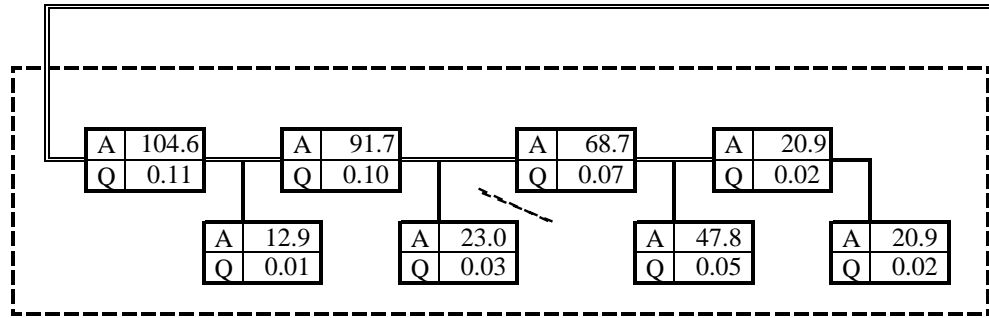 A 104.6 A 91.7 A 68.7 A 20.9
Q 0.11 Q 0.10 Q 0.07 Q 0.02
A 12.9 A 23.0 A 47.8 A 20.9
Q 0.01 Q 0.03 Q 0.05 Q 0.02